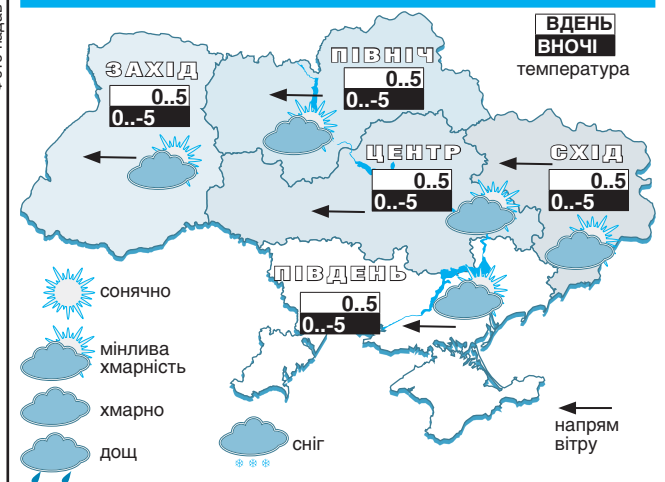 ВДЕНЬ
ВНОЧІ
температура
ЗАХІД
0..5
0..-5
ПІВНІЧ
0..5
0..-5
ЦЕНТР
0..5
0..-5
СХІД
0..5
0..-5
ПІВДЕНЬ
0..5
0..-5
сонячно
мінлива
хмарність
хмарно
дощ
сніг
напрям
вітру